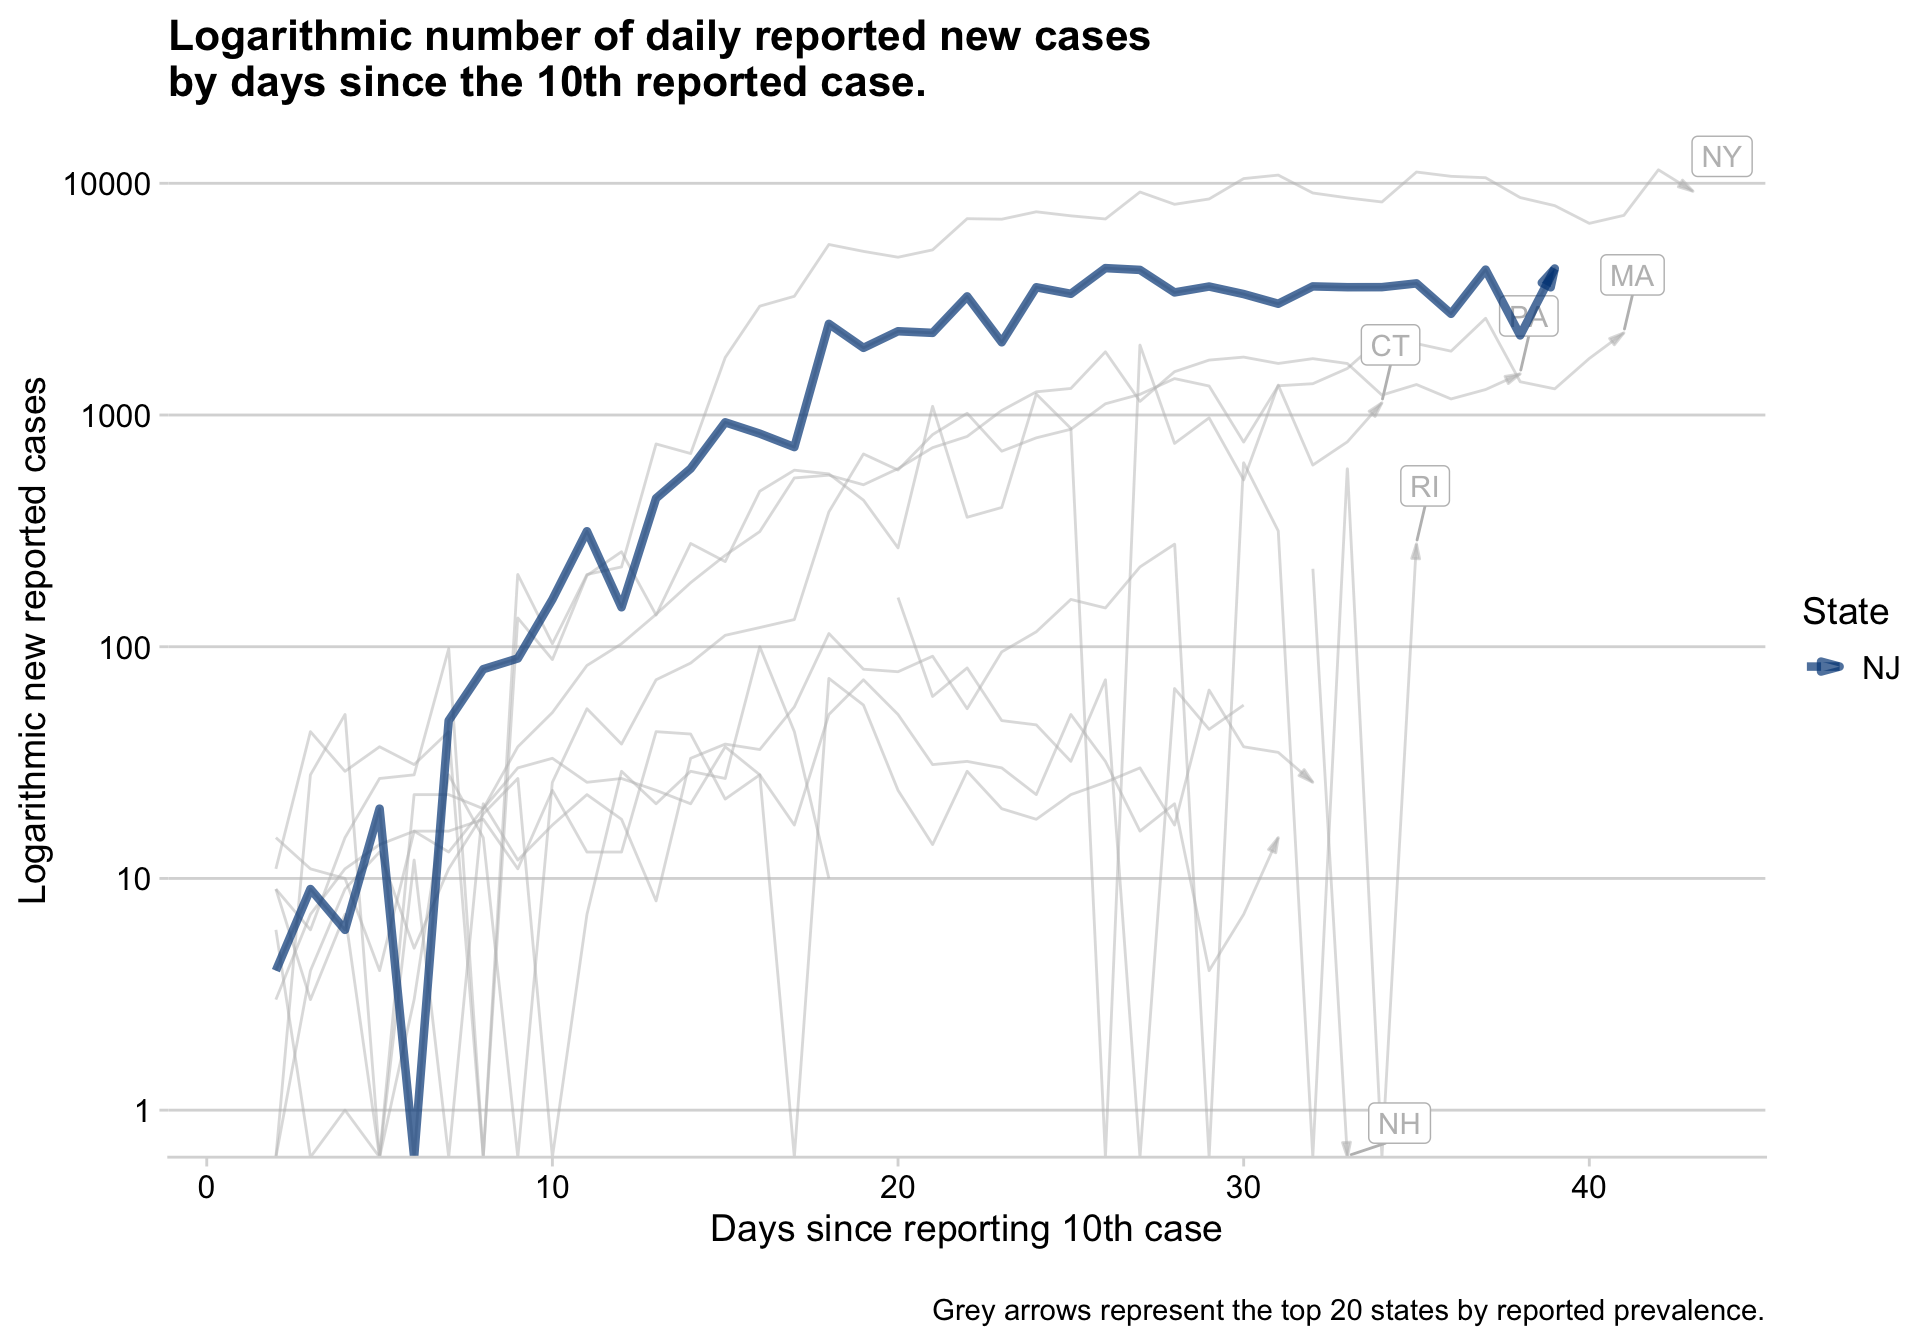 Logarithmic number of daily reported new cases
by days since the 10th reported case.
NY
10000
MA
PA
CT
1000
RI
State
NJ
100
10
1
NH
0
10
20
30
40
Logarithmic new reported cases
Days since reporting 10th case
Grey arrows represent the top 20 states by reported prevalence.